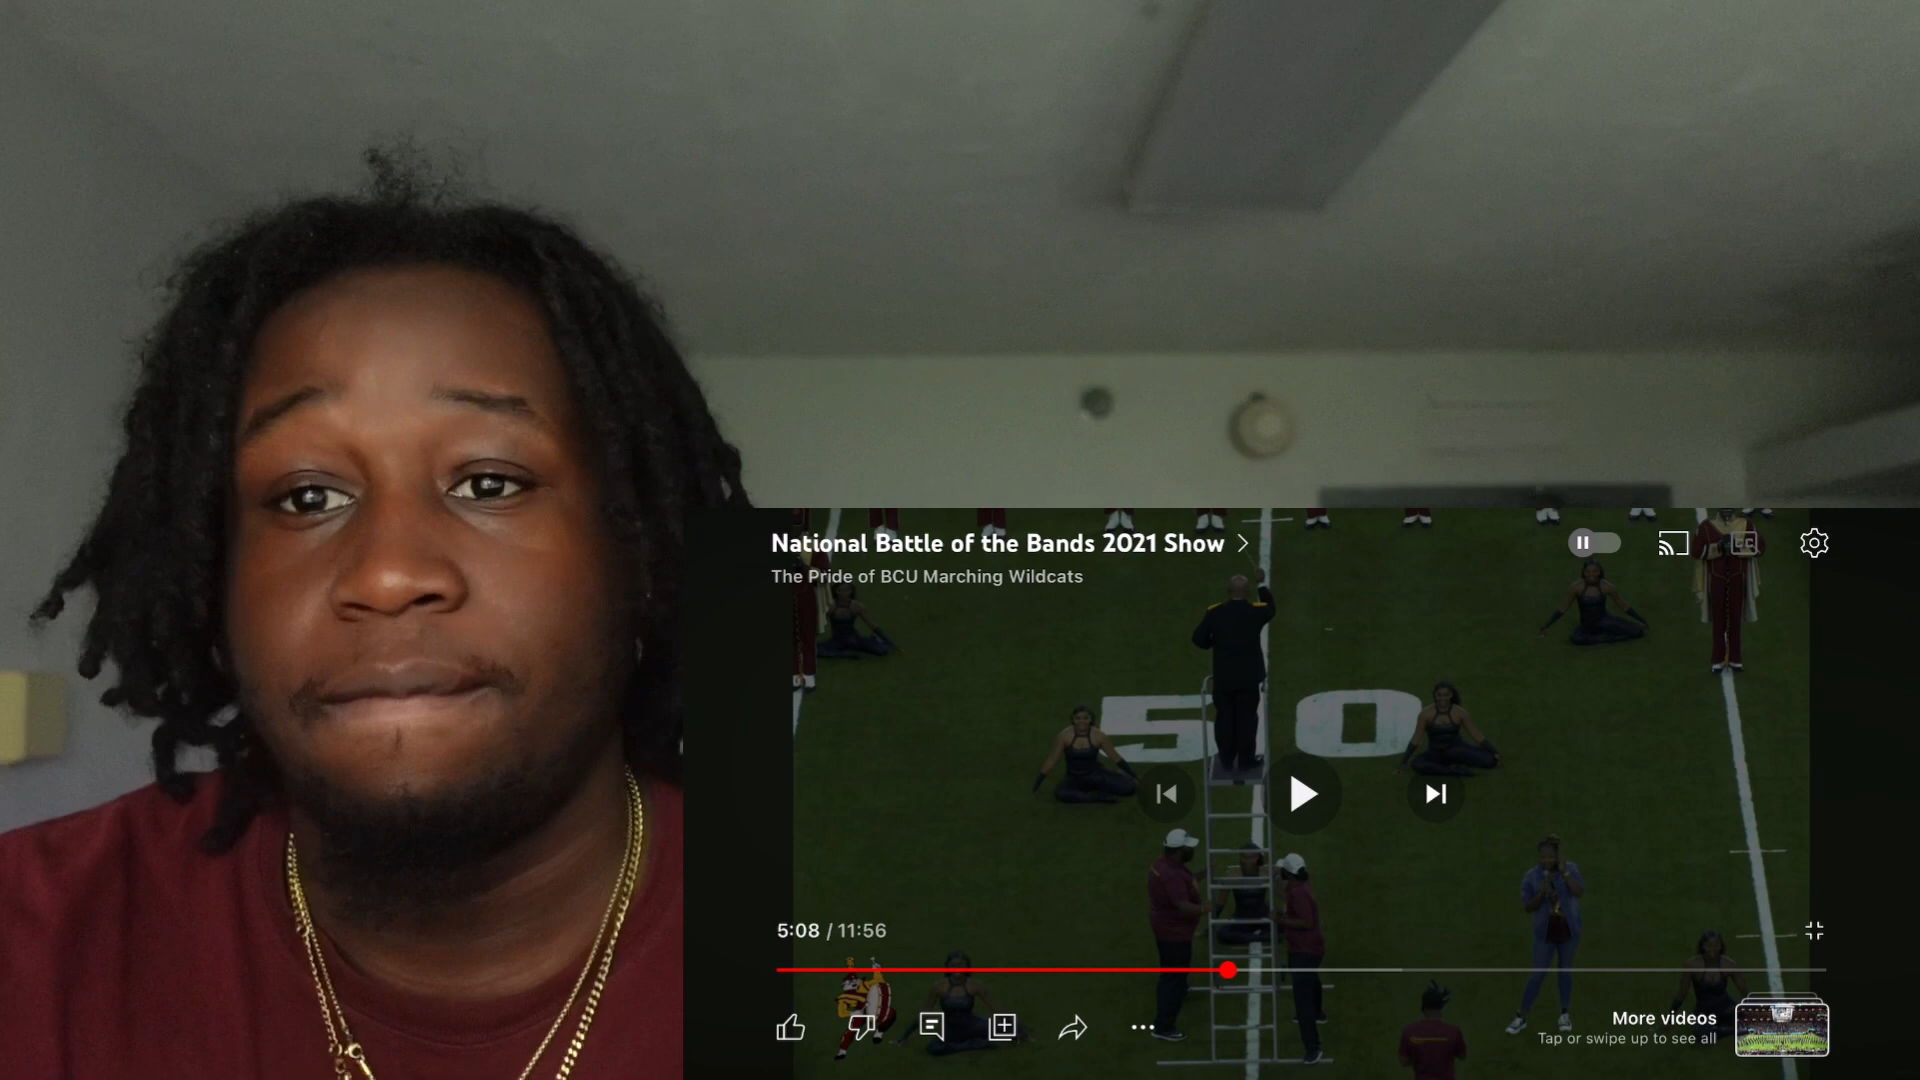 National Battle of the Bands 2021 Show
The Pride of BCU Marching Wildcats
CC
50
5:08 / 11:56
More videos
Tap or swipe up to see all